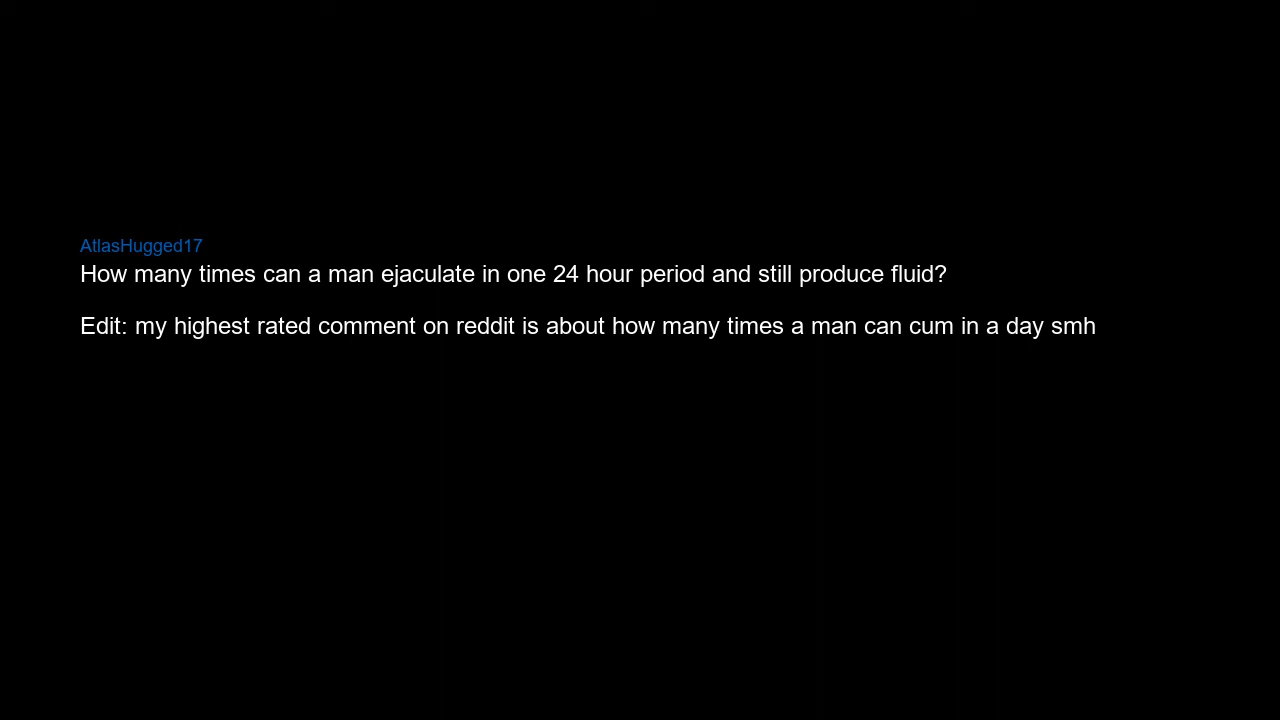 AtlasHugged17
How many times can a man ejaculate in one 24 hour period and still produce fluid?
Edit: my highest rated comment on reddit is about how many times a man can cum in a day smh